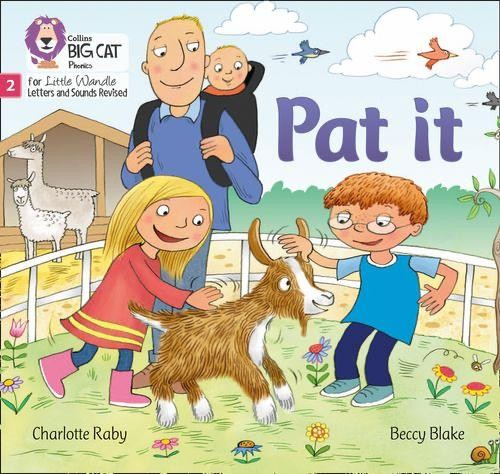 Collins
BIG CAT
Phonics
2
for Little Wandle
Letters and Sounds Revised
Pat it
Charlotte Raby
Beccy Blake